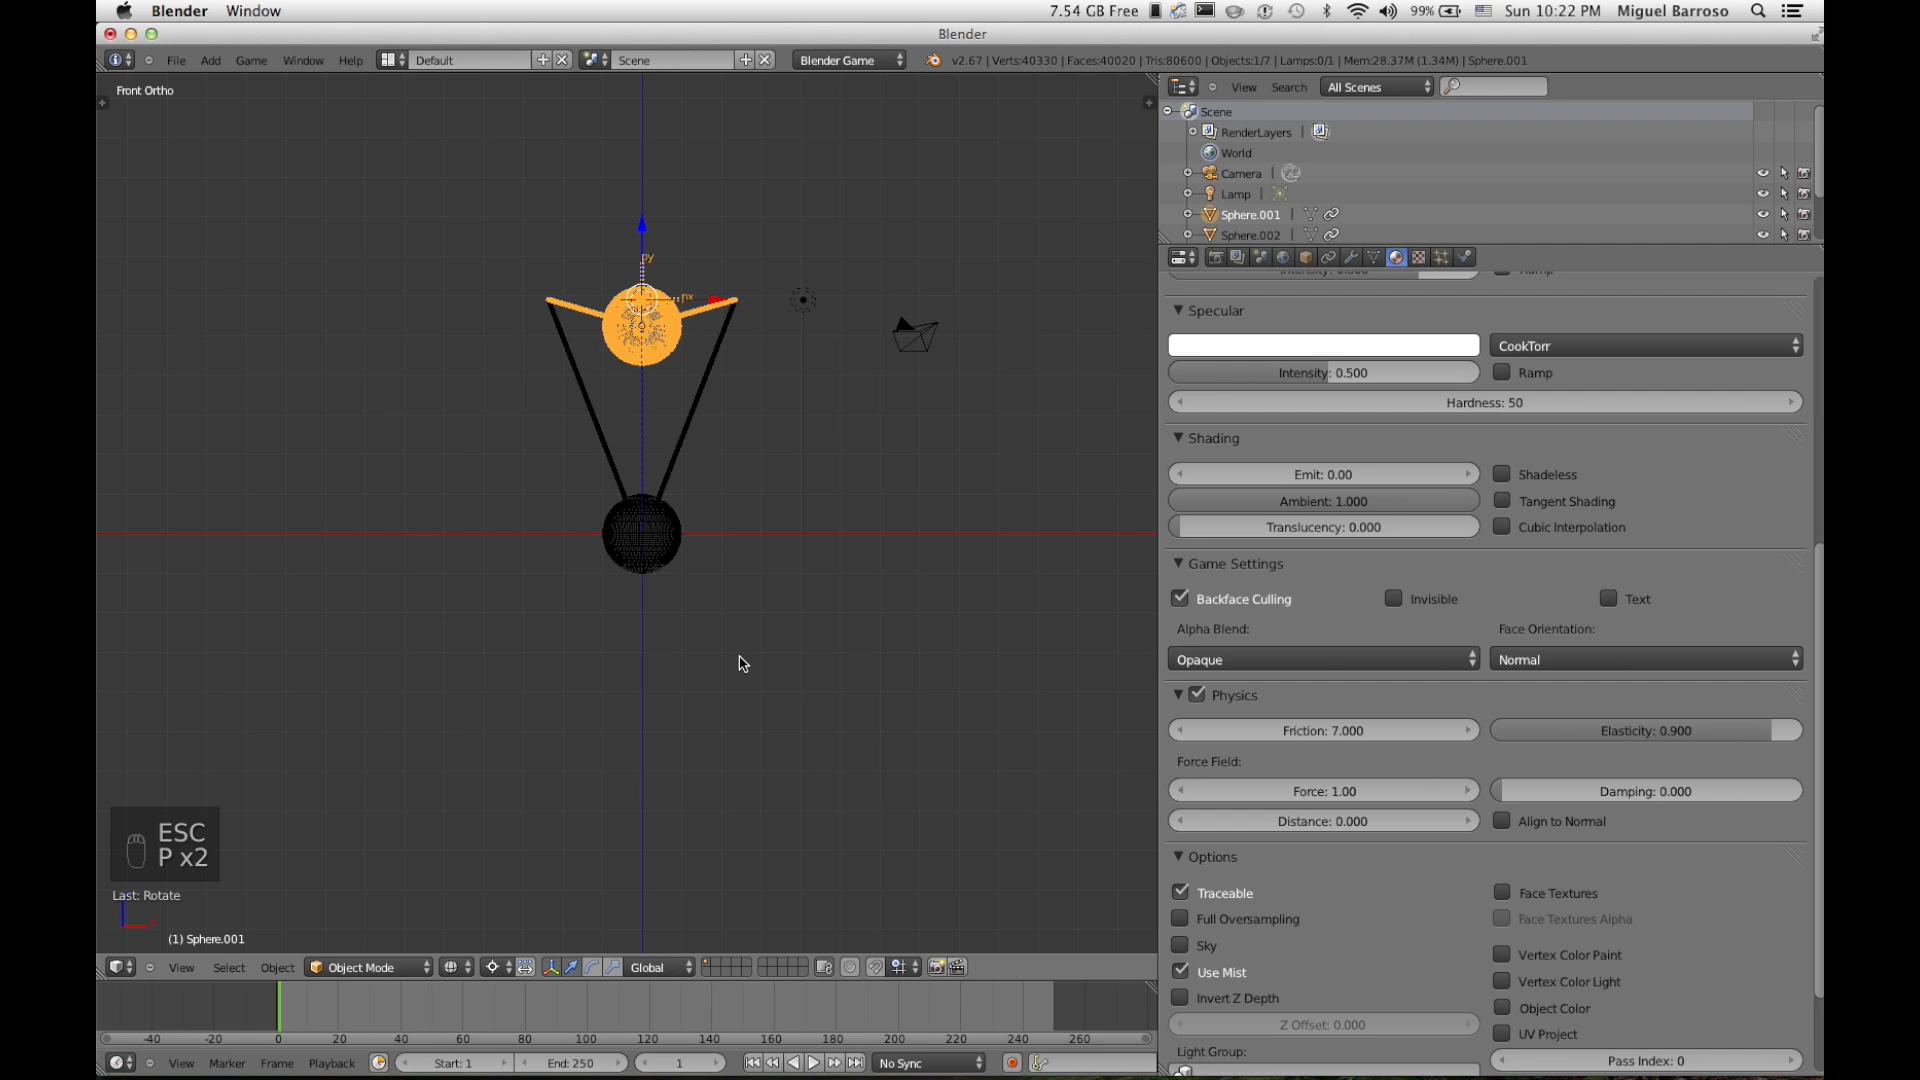 Blender Window 7.54 GB Free 99% Sun 10:22 PM Miguel Barroso
Blender
File Add Game Window Help Default Scene Blender Game v2.67 | Verts:40330 | Faces:40020 | Tris:80600 | Objects:1/7 | Lamps:0/1 | Mem:28.37M (1.34M) | Sphere.001
Front Ortho
View Search All Scenes
Scene
RenderLayers
World
Camera
Lamp
Sphere.001
Sphere.002
py
px
Specular
CookTorr
Intensity: 0.500 Ramp
Hardness: 50
Shading
Emit: 0.00 Shadeless
Ambient: 1.000 Tangent Shading
Translucency: 0.000 Cubic Interpolation
Game Settings
Backface Culling Invisible Text
Alpha Blend: Face Orientation:
Opaque Normal
Physics
Friction: 7.000 Elasticity: 0.900
Force Field:
Force: 1.00 Damping: 0.000
Distance: 0.000 Align to Normal
Options
Traceable Face Textures
Full Oversampling Face Textures Alpha
Sky Vertex Color Paint
Use Mist Vertex Color Light
Invert Z Depth Object Color
Z Offset: 0.000 UV Project
Light Group: Pass Index: 0
ESC
P x2
Last: Rotate
(1) Sphere.001
View Select Object Object Mode Global
-40 -20 0 20 40 60 80 100 120 140 160 180 200 220 240 260
View Marker Frame Playback Start: 1 End: 250 1 No Sync